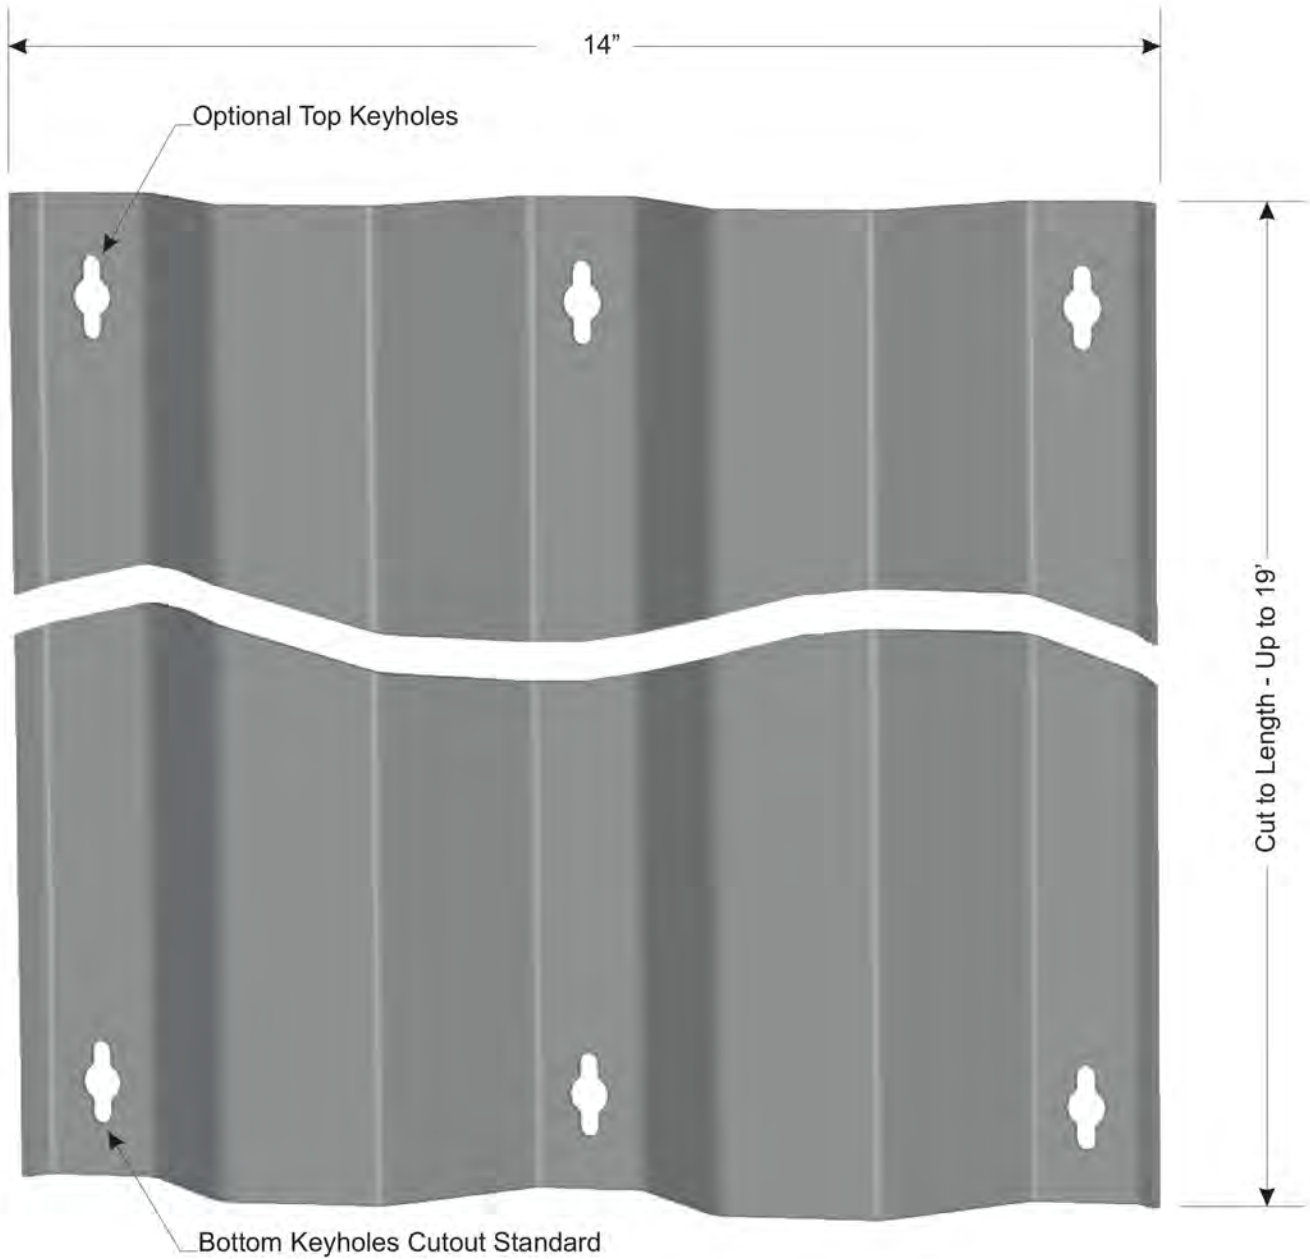 14”
Optional Top Keyholes
Cut to Length - Up to 19'
Bottom Keyholes Cutout Standard